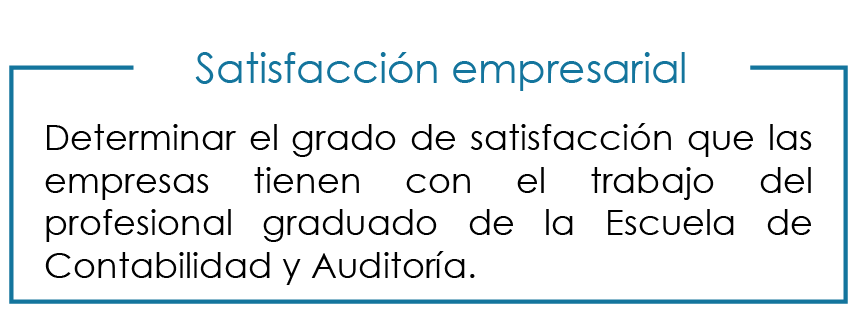 Satisfacción empresarial
Determinar el grado de satisfacción que las
empresas tienen con el trabajo del
profesional graduado de la Escuela de
Contabilidad y Auditoría.